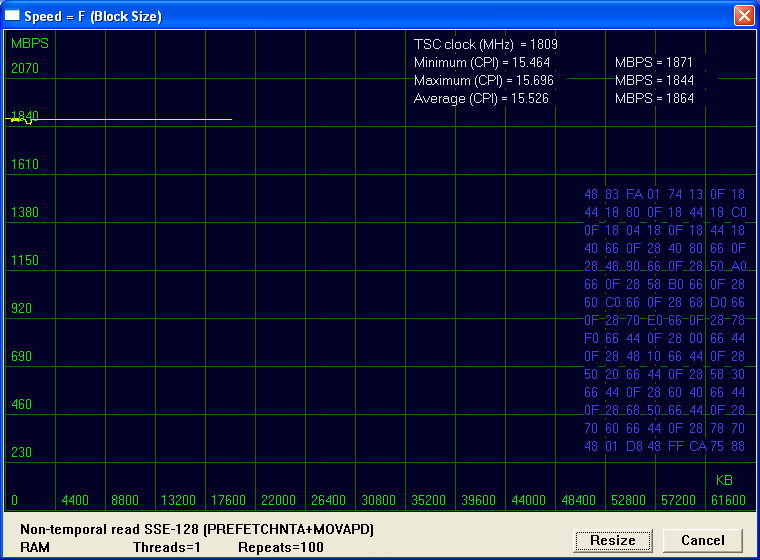 Speed = F (Block Size)
MBPS
TSC clock (MHz) = 1809
Minimum (CPI) = 15.464 MBPS = 1871
Maximum (CPI) = 15.696 MBPS = 1844
Average (CPI) = 15.526 MBPS = 1864
2070
1840
1610
1380
1150
920
690
460
230
48 83 FA 01 74 13 0F 18
44 18 80 0F 18 44 18 C0
0F 18 04 18 0F 18 44 18
40 66 0F 28 40 80 66 0F
28 48 90 66 0F 28 50 A0
66 0F 28 58 B0 66 0F 28
60 C0 66 0F 28 68 D0 66
0F 28 70 E0 66 0F 28 78
F0 66 44 0F 28 00 66 44
0F 28 48 10 66 44 0F 28
50 20 66 44 0F 28 58 30
66 44 0F 28 60 40 66 44
0F 28 68 50 66 44 0F 28
70 60 66 44 0F 28 78 70
48 01 D8 48 FF CA 75 88
KB
0 4400 8800 13200 17600 22000 26400 30800 35200 39600 44000 48400 52800 57200 61600
Non-temporal read SSE-128 (PREFETCHNTA+MOVAPD)
RAM Threads=1 Repeats=100
Resize Cancel